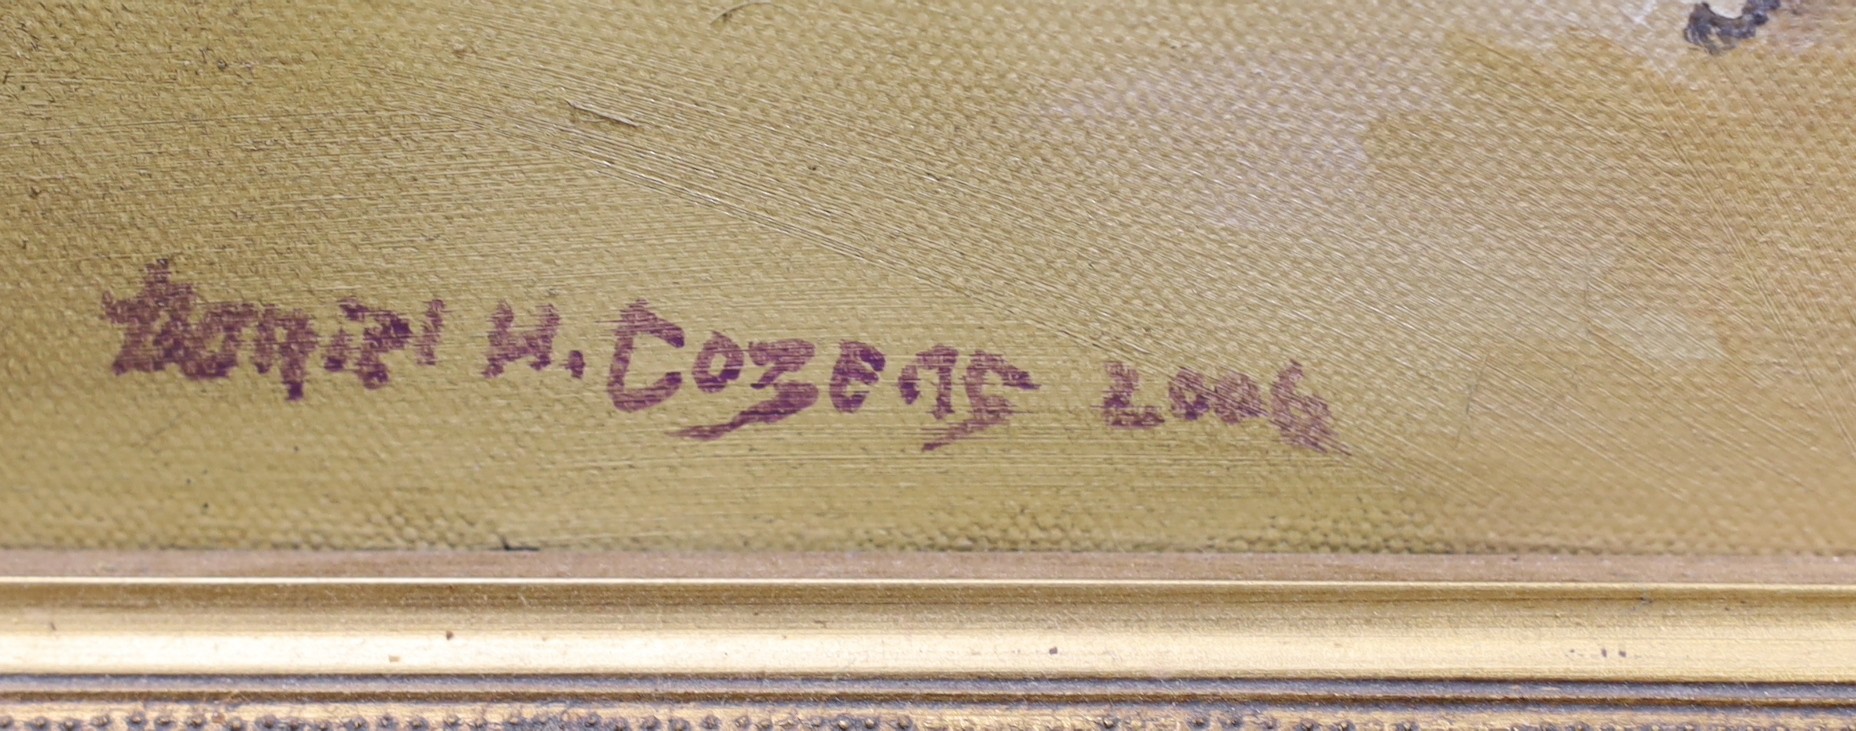 Daniel H. Cozens 2006